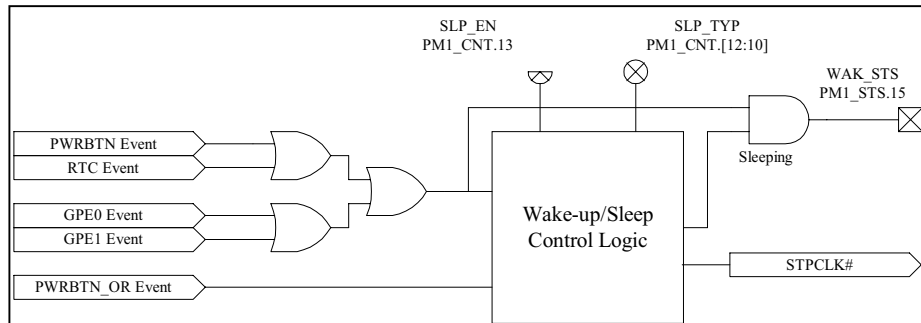 SLP_EN
PM1_CNT.13
SLP_TYP
PM1_CNT.[12:10]
WAK_STS
PM1_STS.15
PWRBTN Event
RTC Event
GPE0 Event
GPE1 Event
PWRBTN_OR Event
Wake-up/Sleep
Control Logic
Sleeping
STPCLK#